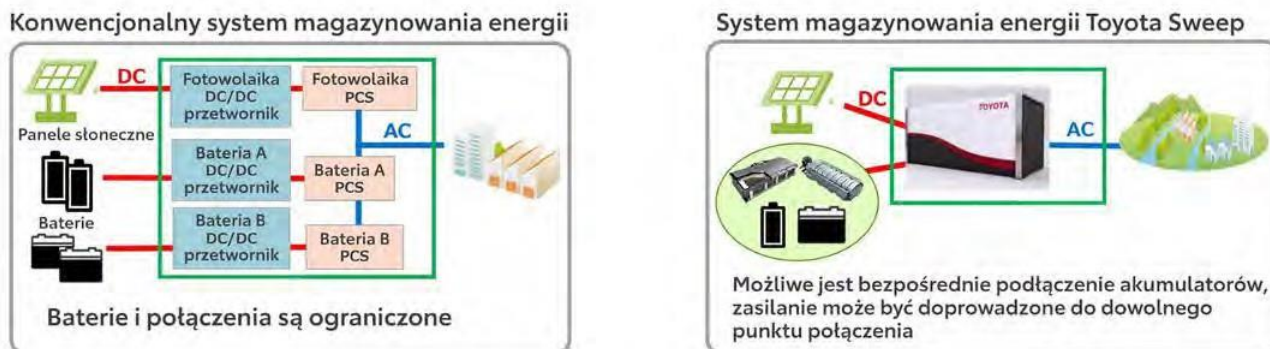 Konwencjonalny system magazynowania energii
DC
Fotowolaika
DC/DC
przetwornik
Fotowolaika
PCS
Panele słoneczne
AC
Bateria A
DC/DC
przetwornik
Bateria A
PCS
Baterie
Bateria B
DC/DC
przetwornik
Bateria B
PCS
Baterie i połączenia są ograniczone
System magazynowania energii Toyota Sweep
DC
TOYOTA
AC
Możliwe jest bezpośrednie podłączenie akumulatorów,
zasilanie może być doprowadzone do dowolnego
punktu połączenia